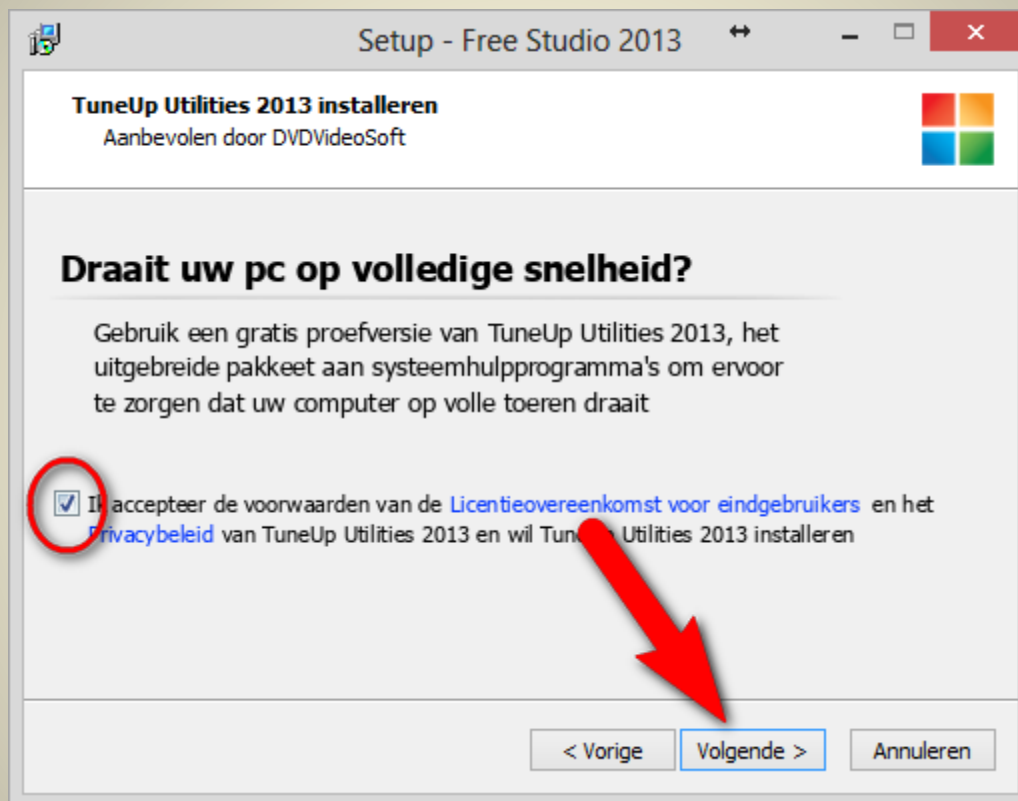 Setup - Free Studio 2013
TuneUp Utilities 2013 installeren
Aanbevolen door DVDVideoSoft
Draait uw pc op volledige snelheid?
Gebruik een gratis proefversie van TuneUp Utilities 2013, het
uitgebreide pakkeet aan systeemhulpprogramma's om ervoor
te zorgen dat uw computer op volle toeren draait
Ik accepteer de voorwaarden van de Licentieovereenkomst voor eindgebruikers en het
Privacybeleid van TuneUp Utilities 2013 en wil TuneUp Utilities 2013 installeren
< Vorige
Volgende >
Annuleren